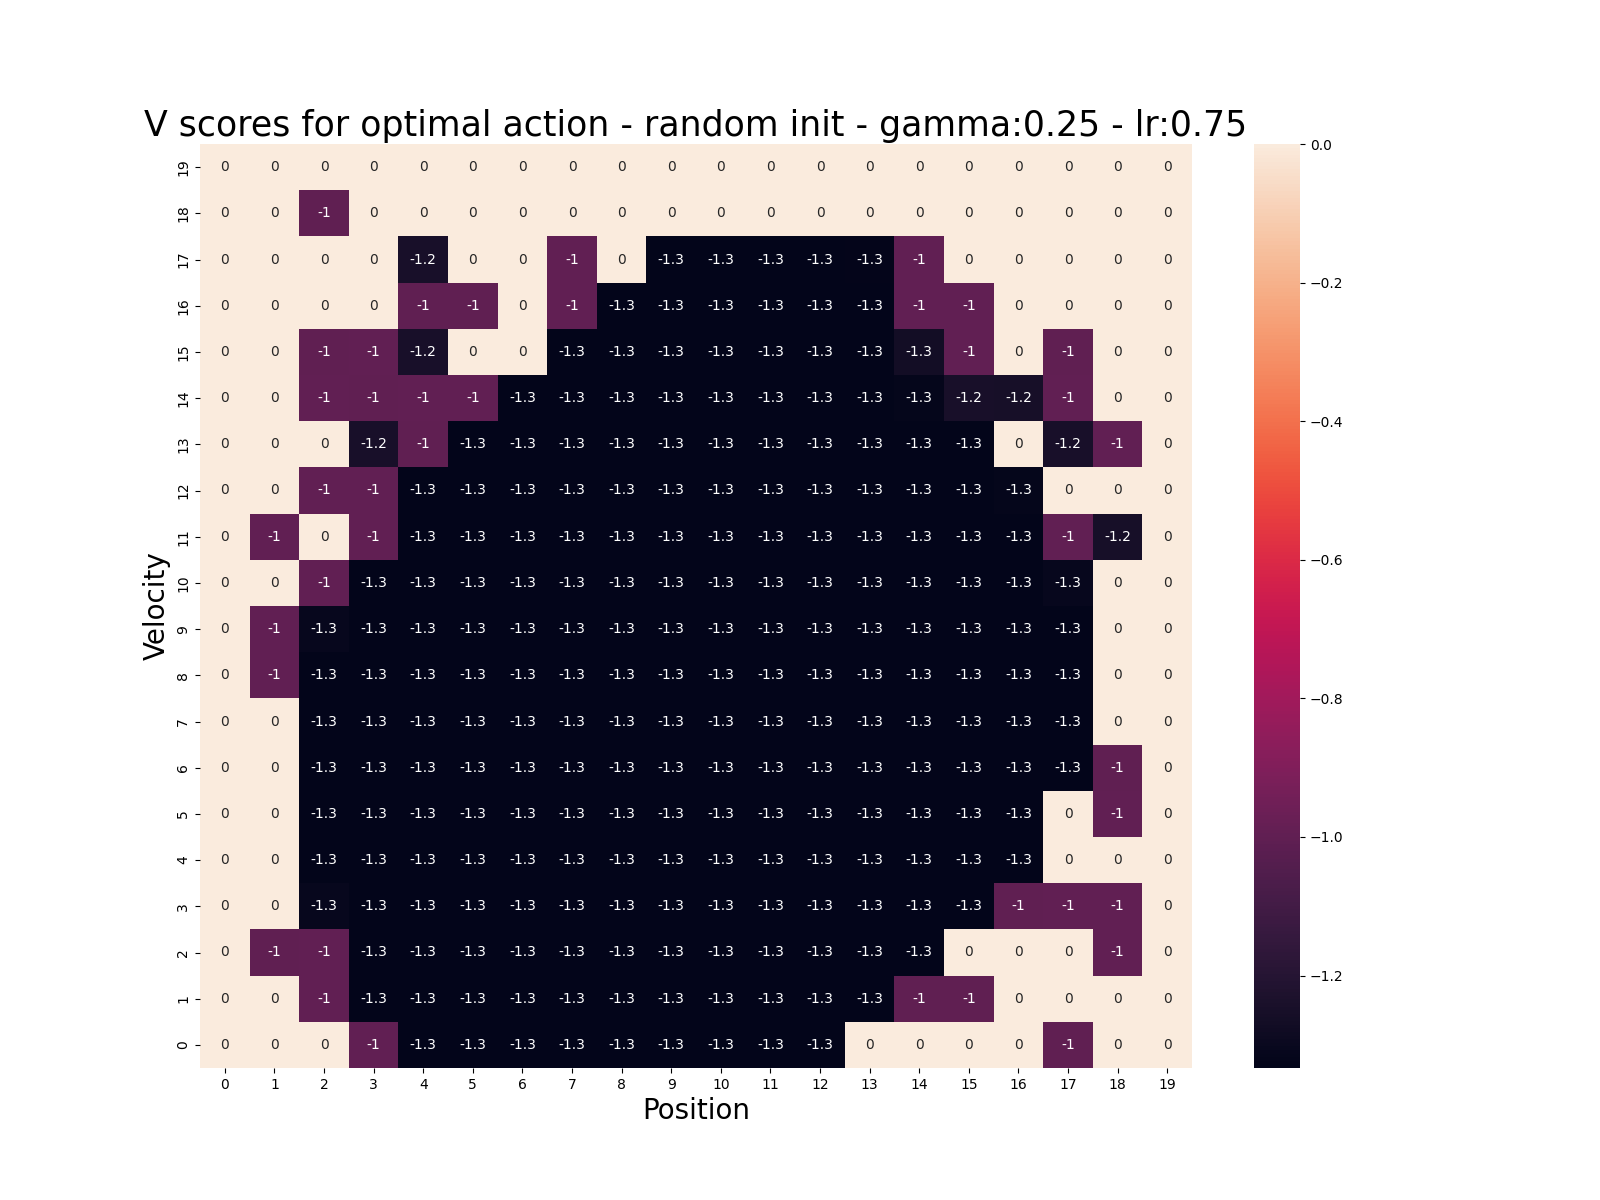 V scores for optimal action - random init - gamma:0.25 - lr:0.75
19 0 0 0 0 0 0 0 0 0 0 0 0 0 0 0 0 0 0 0 0 0.0
18 0 0 -1 0 0 0 0 0 0 0 0 0 0 0 0 0 0 0 0 0
17 0 0 0 0 -1.2 0 0 -1 0 -1.3 -1.3 -1.3 -1.3 -1.3 -1 0 0 0 0 0
−0.2
16 0 0 0 0 -1 -1 0 -1 -1.3 -1.3 -1.3 -1.3 -1.3 -1.3 -1 -1 0 0 0 0
15 0 0 -1 -1 -1.2 0 0 -1.3 -1.3 -1.3 -1.3 -1.3 -1.3 -1.3 -1.3 -1 0 -1 0 0
14 0 0 -1 -1 -1 -1 -1.3 -1.3 -1.3 -1.3 -1.3 -1.3 -1.3 -1.3 -1.3 -1.2 -1.2 -1 0 0
−0.4
13 0 0 0 -1.2 -1 -1.3 -1.3 -1.3 -1.3 -1.3 -1.3 -1.3 -1.3 -1.3 -1.3 -1.3 0 -1.2 -1 0
12 0 0 -1 -1 -1.3 -1.3 -1.3 -1.3 -1.3 -1.3 -1.3 -1.3 -1.3 -1.3 -1.3 -1.3 -1.3 0 0 0
11 0 -1 0 -1 -1.3 -1.3 -1.3 -1.3 -1.3 -1.3 -1.3 -1.3 -1.3 -1.3 -1.3 -1.3 -1.3 -1 -1.2 0
−0.6
10 0 0 -1 -1.3 -1.3 -1.3 -1.3 -1.3 -1.3 -1.3 -1.3 -1.3 -1.3 -1.3 -1.3 -1.3 -1.3 -1.3 0 0
Velocity
9 0 -1 -1.3 -1.3 -1.3 -1.3 -1.3 -1.3 -1.3 -1.3 -1.3 -1.3 -1.3 -1.3 -1.3 -1.3 -1.3 -1.3 0 0
8 0 -1 -1.3 -1.3 -1.3 -1.3 -1.3 -1.3 -1.3 -1.3 -1.3 -1.3 -1.3 -1.3 -1.3 -1.3 -1.3 -1.3 0 0
−0.8
7 0 0 -1.3 -1.3 -1.3 -1.3 -1.3 -1.3 -1.3 -1.3 -1.3 -1.3 -1.3 -1.3 -1.3 -1.3 -1.3 -1.3 0 0
6 0 0 -1.3 -1.3 -1.3 -1.3 -1.3 -1.3 -1.3 -1.3 -1.3 -1.3 -1.3 -1.3 -1.3 -1.3 -1.3 -1.3 -1 0
5 0 0 -1.3 -1.3 -1.3 -1.3 -1.3 -1.3 -1.3 -1.3 -1.3 -1.3 -1.3 -1.3 -1.3 -1.3 -1.3 0 -1 0
−1.0
4 0 0 -1.3 -1.3 -1.3 -1.3 -1.3 -1.3 -1.3 -1.3 -1.3 -1.3 -1.3 -1.3 -1.3 -1.3 -1.3 0 0 0
3 0 0 -1.3 -1.3 -1.3 -1.3 -1.3 -1.3 -1.3 -1.3 -1.3 -1.3 -1.3 -1.3 -1.3 -1.3 -1 -1 -1 0
2 0 -1 -1 -1.3 -1.3 -1.3 -1.3 -1.3 -1.3 -1.3 -1.3 -1.3 -1.3 -1.3 -1.3 0 0 0 -1 0
−1.2
1 0 0 -1 -1.3 -1.3 -1.3 -1.3 -1.3 -1.3 -1.3 -1.3 -1.3 -1.3 -1.3 -1 -1 0 0 0 0
0 0 0 0 -1 -1.3 -1.3 -1.3 -1.3 -1.3 -1.3 -1.3 -1.3 -1.3 0 0 0 0 -1 0 0
0 1 2 3 4 5 6 7 8 9 10 11 12 13 14 15 16 17 18 19
Position